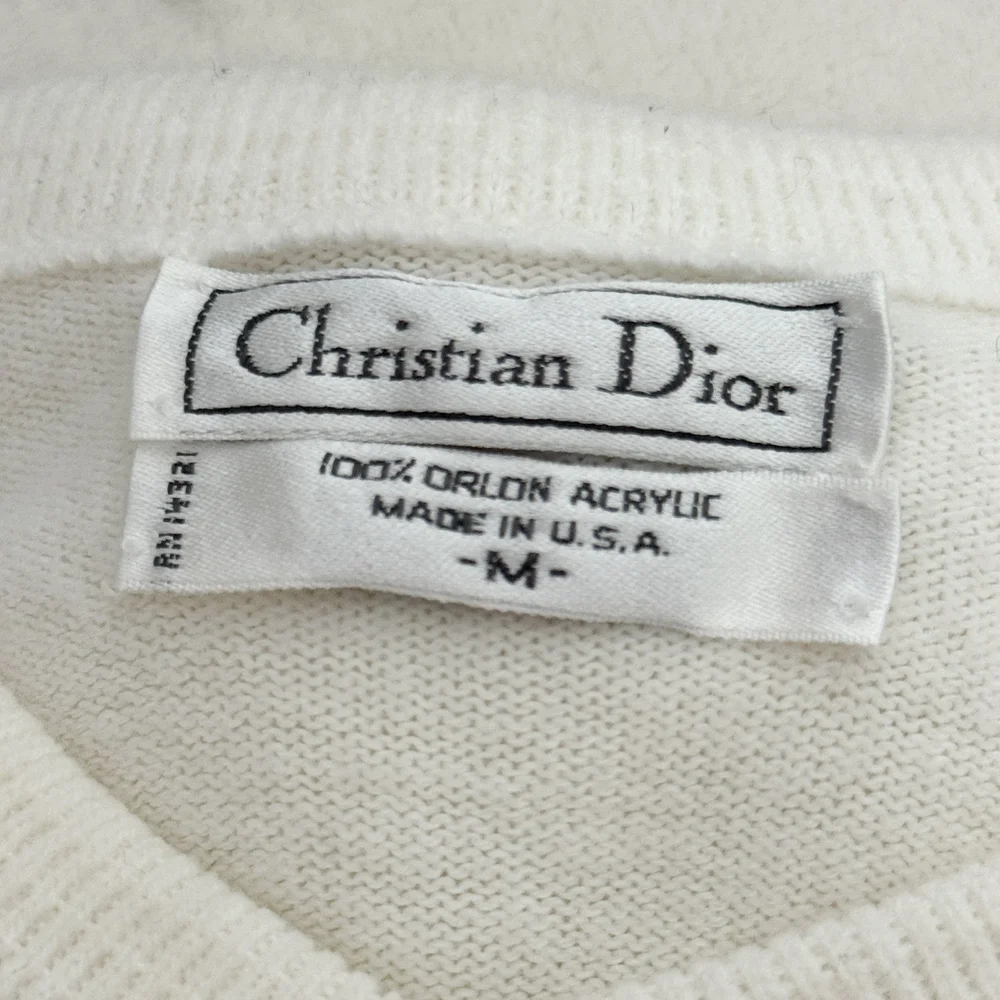 Christian Dior
100% ORLON ACRYLIC
MADE IN U.S.A.
-M-
RN 14321